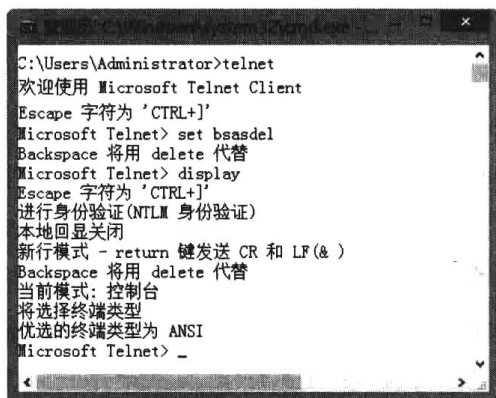 C:\Windows\system32\cmd.exe
C:\Users\Administrator>telnet
欢迎使用 Microsoft Telnet Client
Escape 字符为 'CTRL+]'
Microsoft Telnet> set bsasdel
Backspace 将用 delete 代替
Microsoft Telnet> display
Escape 字符为 'CTRL+]'
进行身份验证(NTLM 身份验证)
本地回显关闭
新行模式 - return 键发送 CR 和 LF(& )
Backspace 将用 delete 代替
当前模式: 控制台
将选择终端类型
优选的终端类型为 ANSI
Microsoft Telnet> _